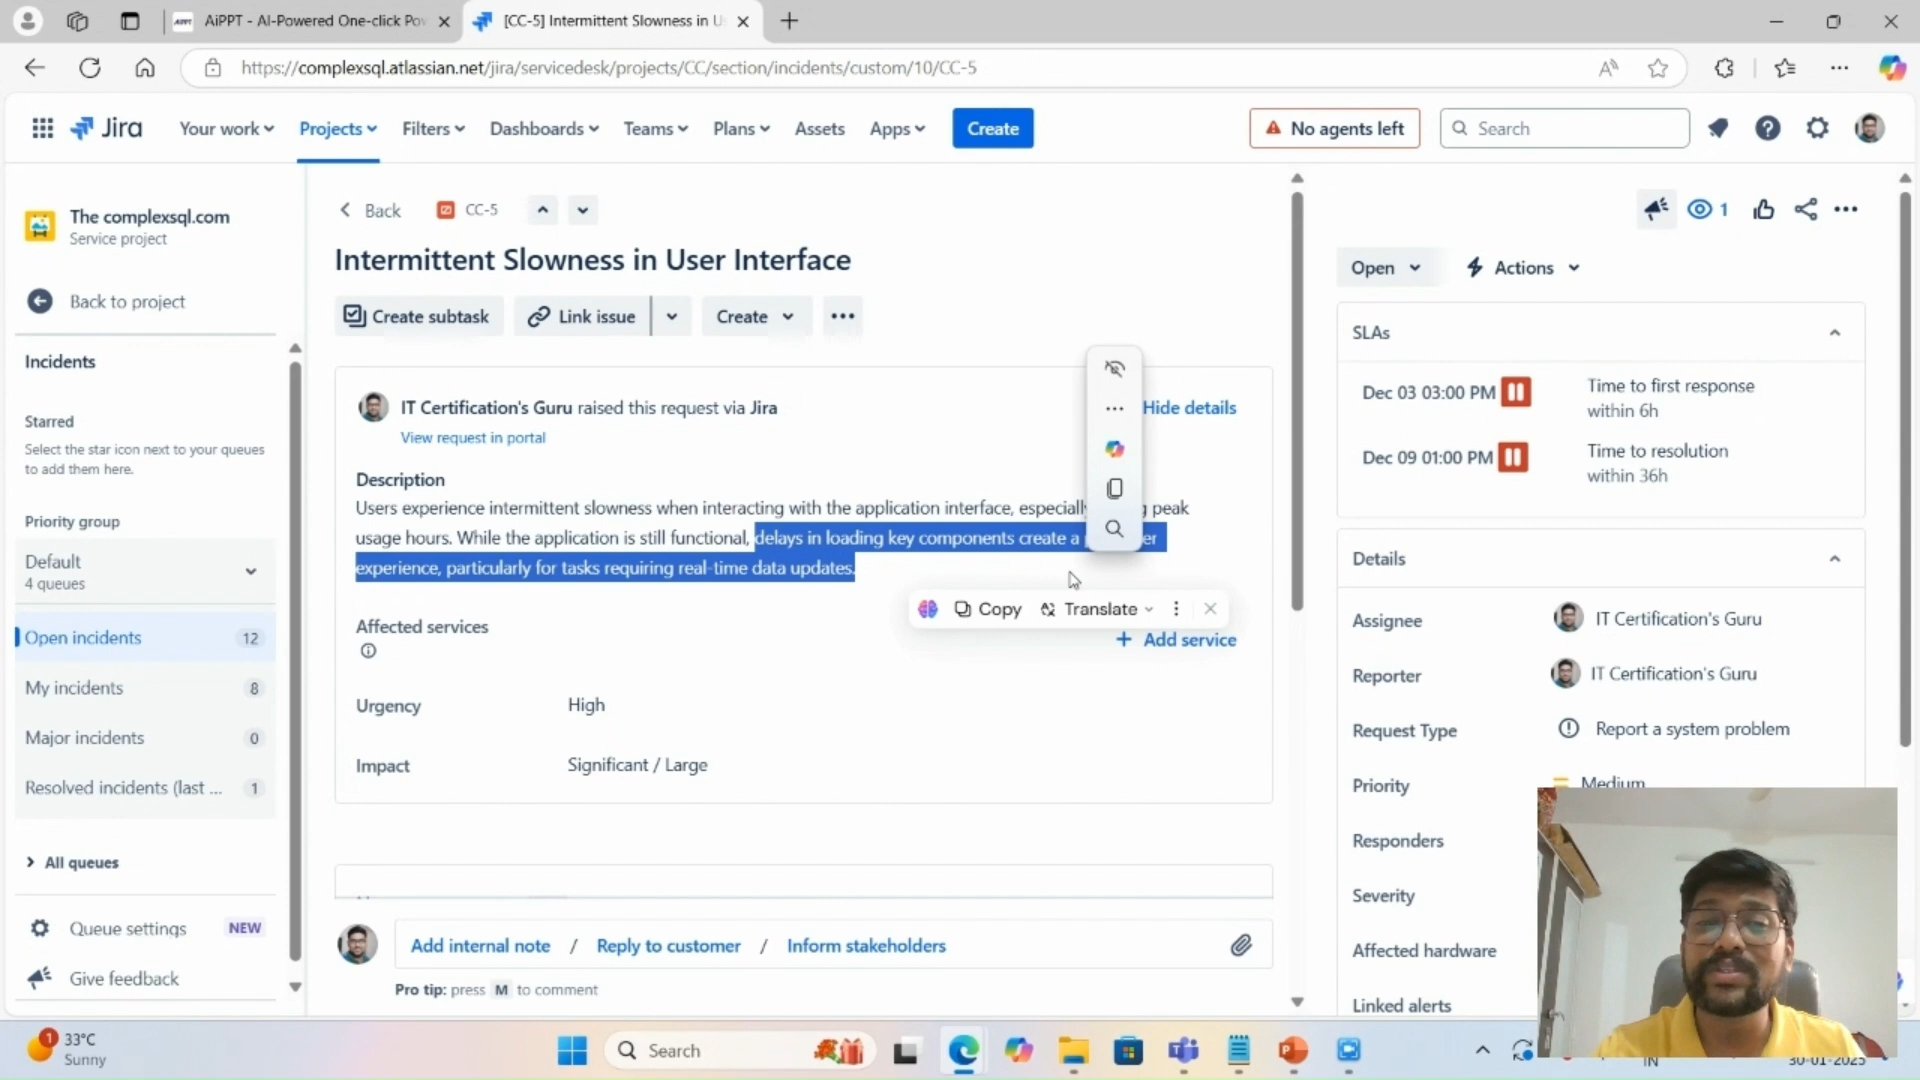 AiPPT - AI-Powered One-click Pov
[CC-5] Intermittent Slowness in U
https://complexsql.atlassian.net/jira/servicedesk/projects/CC/section/incidents/custom/10/CC-5
Jira
Your work
Projects
Filters
Dashboards
Teams
Plans
Assets
Apps
Create
No agents left
Search
The complexsql.com
Service project
Back to project
Incidents
Starred
Select the star icon next to your queues
to add them here.
Priority group
Default
4 queues
Open incidents 12
My incidents 8
Major incidents 0
Resolved incidents (last ... 1
All queues
Queue settings NEW
Give feedback
Back
CC-5
Intermittent Slowness in User Interface
Create subtask
Link issue
Create
IT Certification's Guru raised this request via Jira
Hide details
View request in portal
Description
Users experience intermittent slowness when interacting with the application interface, especially peak
usage hours. While the application is still functional, delays in loading key components create a
experience, particularly for tasks requiring real-time data updates.
Copy
Translate
Affected services
Add service
Urgency High
Impact Significant / Large
Add internal note / Reply to customer / Inform stakeholders
Pro tip: press M to comment
1
Open
Actions
SLAs
Dec 03 03:00 PM
Time to first response
within 6h
Dec 09 01:00 PM
Time to resolution
within 36h
Details
Assignee IT Certification's Guru
Reporter IT Certification's Guru
Request Type Report a system problem
Priority Medium
Responders
Severity
Affected hardware
Linked alerts
1
33°C
Sunny
Search
IN
30-01-2025